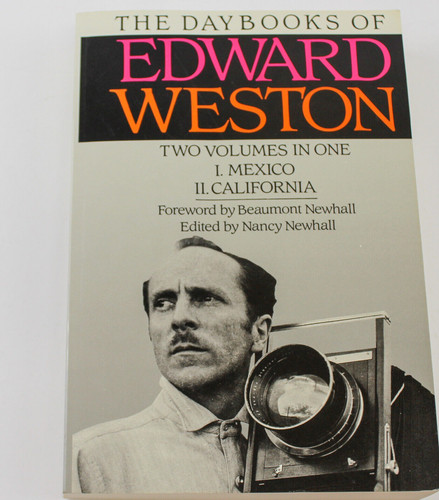 THE DAYBOOKS OF
EDWARD
WESTON
TWO VOLUMES IN ONE
I. MEXICO
II. CALIFORNIA
Foreword by Beaumont Newhall
Edited by Nancy Newhall